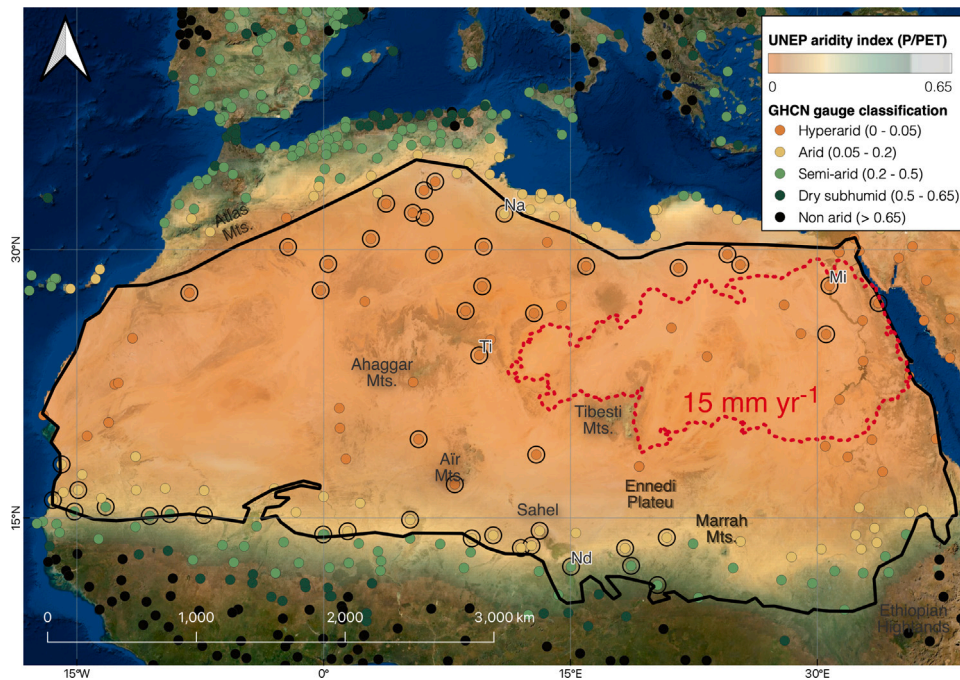 UNEP aridity index (P/PET)
0 0.65
GHCN gauge classification
Hyperarid (0 - 0.05)
Arid (0.05 - 0.2)
Semi-arid (0.2 - 0.5)
Dry subhumid (0.5 - 0.65)
Non arid (> 0.65)
Atlas
Mts.
Na
30°N
Mi
Ti
Ahaggar
Mts.
15 mm yr⁻¹
Tibesti
Mts.
Aïr
Mts.
Ennedi
Plateu
15°N
Sahel
Marrah
Mts.
Nd
Ethiopian
Highlands
0 1,000 2,000 3,000 km
15°W 0° 15°E 30°E